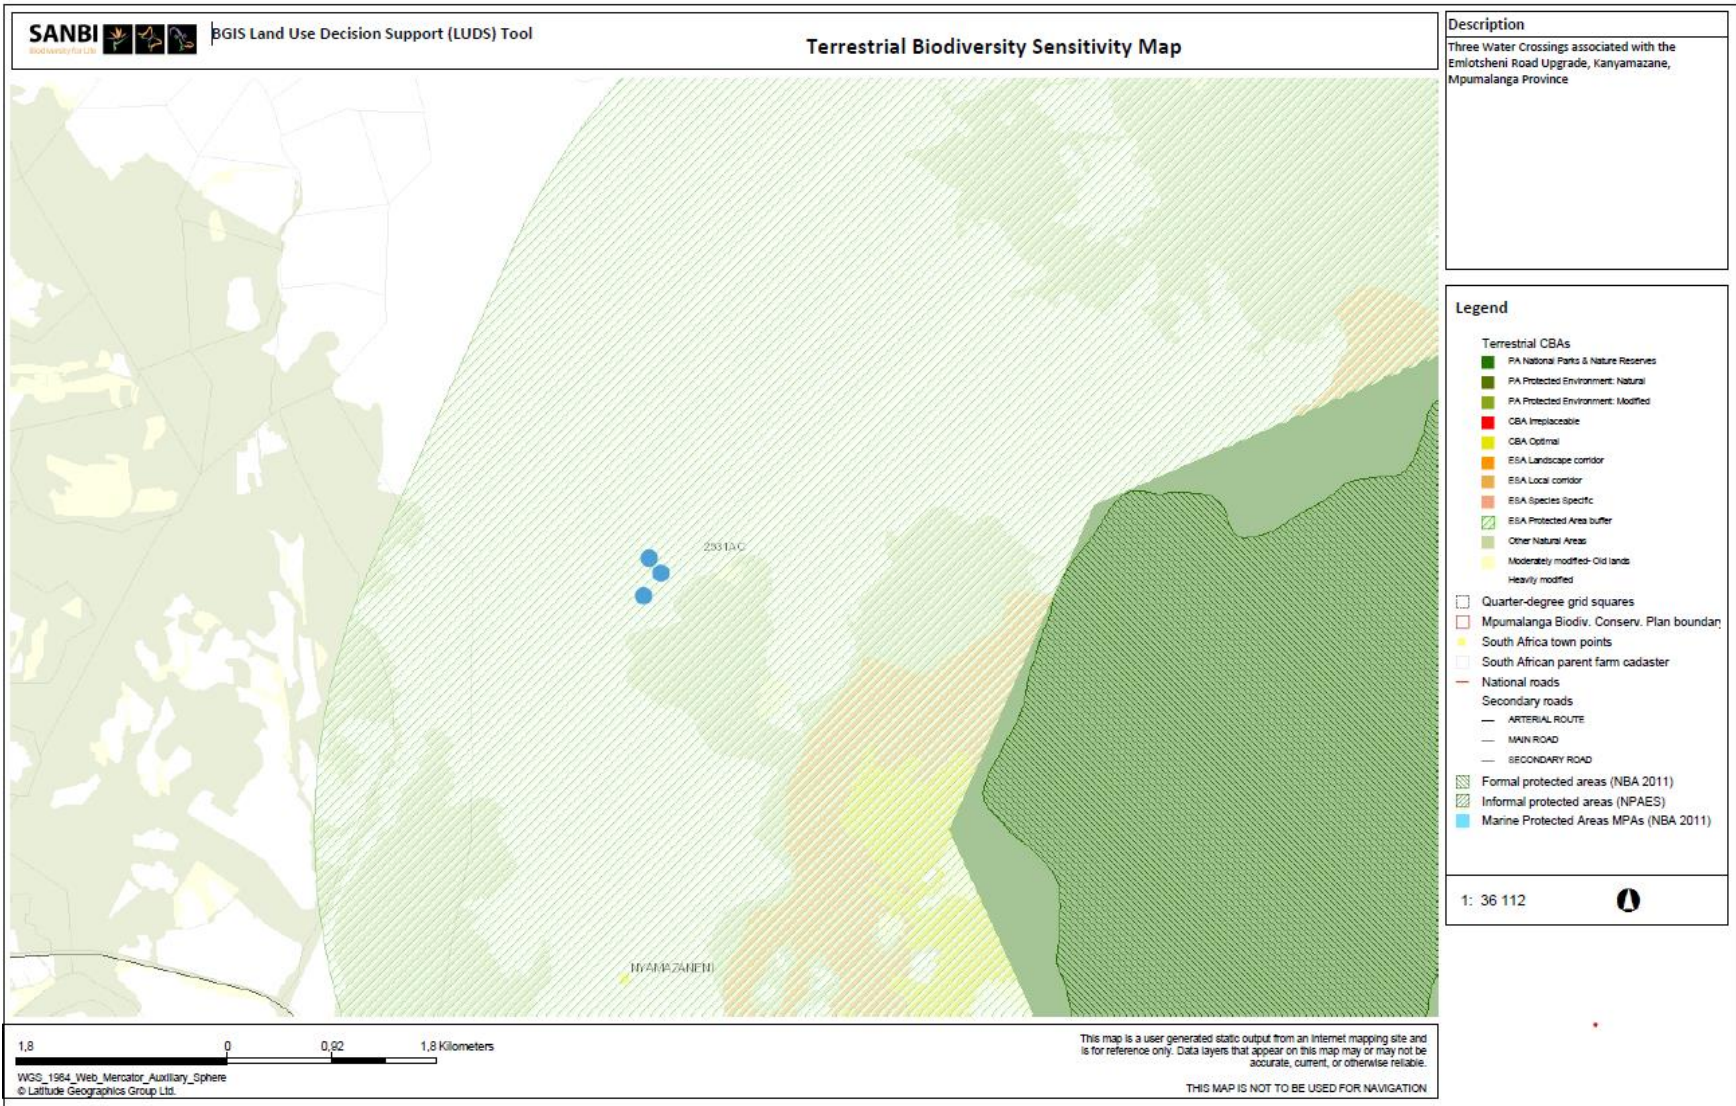 SANBI
Biodiversity for Life
BGIS Land Use Decision Support (LUDS) Tool
Terrestrial Biodiversity Sensitivity Map
Description
Three Water Crossings associated with the
Emlotsheni Road Upgrade, Kanyamazane,
Mpumalanga Province
2531AC
NYAMAZANENI
Legend
Terrestrial CBAs
PA National Parks & Nature Reserves
PA Protected Environment: Natural
PA Protected Environment: Modified
CBA Irreplaceable
CBA Optimal
ESA Landscape corridor
ESA Local corridor
ESA Species Specific
ESA Protected Area buffer
Other Natural Areas
Moderately modified- Old lands
Heavily modified
Quarter-degree grid squares
Mpumalanga Biodiv. Conserv. Plan boundary
South Africa town points
South African parent farm cadaster
National roads
Secondary roads
ARTERIAL ROUTE
MAIN ROAD
SECONDARY ROAD
Formal protected areas (NBA 2011)
Informal protected areas (NPAES)
Marine Protected Areas MPAs (NBA 2011)
1: 36 112
1,8 0 0,92 1,8 Kilometers
WGS_1984_Web_Mercator_Auxiliary_Sphere
© Latitude Geographics Group Ltd.
This map is a user generated static output from an Internet mapping site and
is for reference only. Data layers that appear on this map may or may not be
accurate, current, or otherwise reliable.
THIS MAP IS NOT TO BE USED FOR NAVIGATION